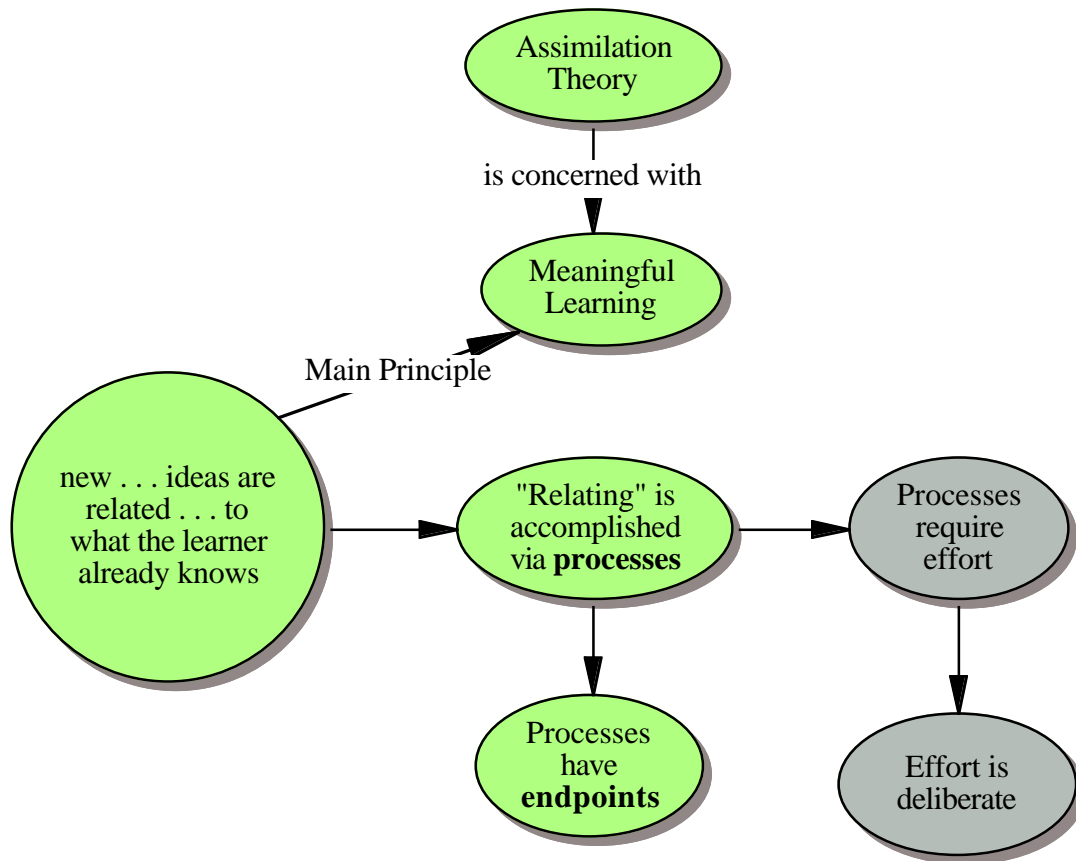 Assimilation
Theory
is concerned with
Meaningful
Learning
Main Principle
new . . . ideas are
related . . . to
what the learner
already knows
"Relating" is
accomplished
via processes
Processes
require
effort
Processes
have
endpoints
Effort is
deliberate